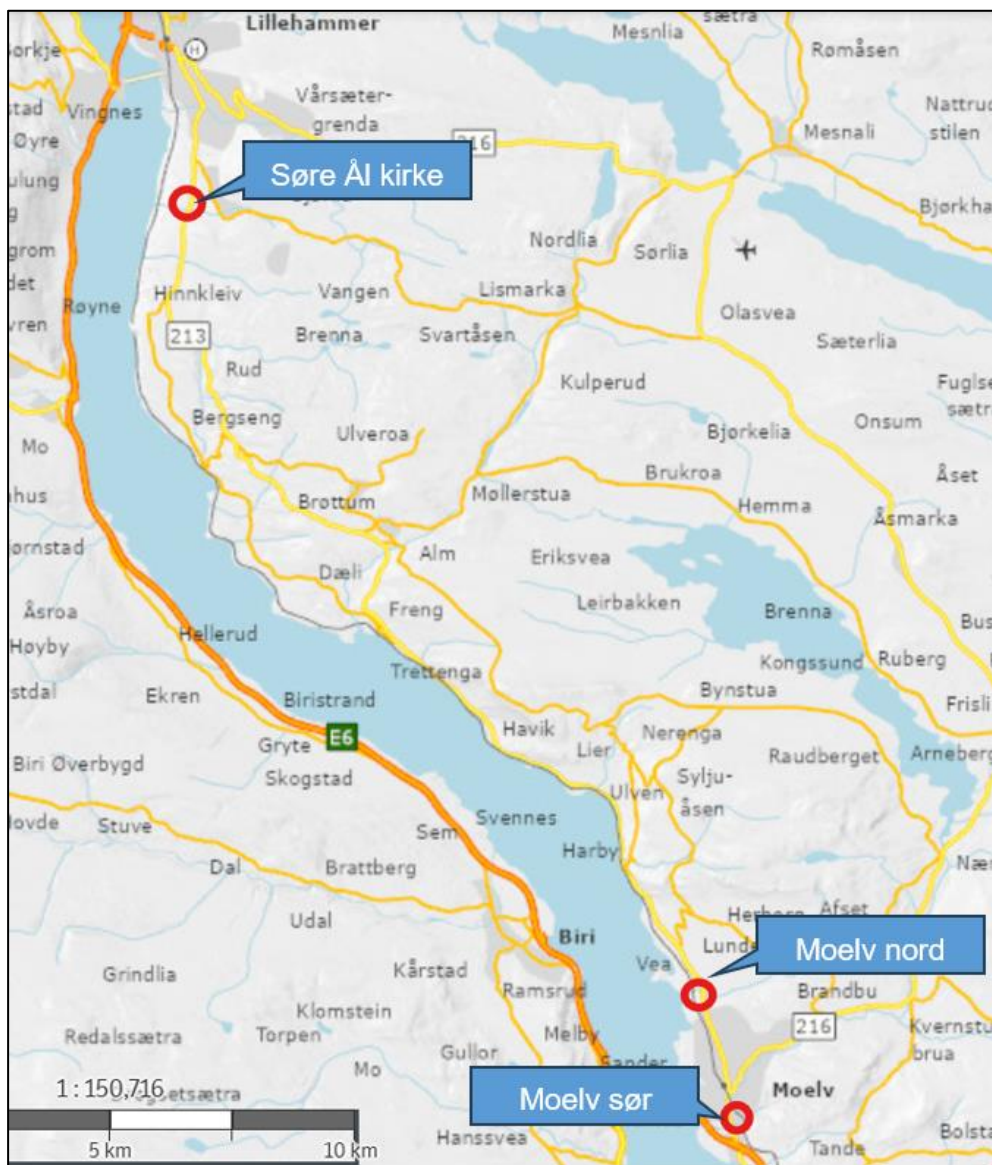 Lillehammer
sætra
Mesnlia
Rømåsen
Vårsæter-
grenda
Vingnes
Øyre
Mesnali
Søre Ål kirke
Nordlia
Sørlia
Røyne
Hinnkleiv
Vangen
Lismarka
Olasvea
213
Brenna
Svartåsen
Sæterlia
Rud
Kulperud
Bergseng
Ulveroa
Bjørkelia
Onsum
Mo
Brukroa
Åset
Brøttum
Møllerstua
Hemma
Åsmarka
Alm
Eriksvea
Dæli
Leirbakken
Brenna
Åsroa
Freng
Høyby
Hellerud
Kongssund
Ruberg
Trettenga
Ekren
Biristrand
Bynstua
E6
Havik
Nerenga
Gryte
Lier
Raudberget
Biri Øverbygd
Skogstad
Sylju-
åsen
Ulven
Stuve
Svennes
Sem
Harby
Dal
Brattberg
Afset
Udal
Biri
Moelv nord
Vea
Grindlia
Kårstad
Ramsrud
Brandbu
Klomstein
216
Redalssætra
Torpen
Melby
Kvernstu
brua
Gullor
Mo
Sander
1 : 150,716
Moelv sør
Moelv
5 km
10 km
Hanssvea
Tande